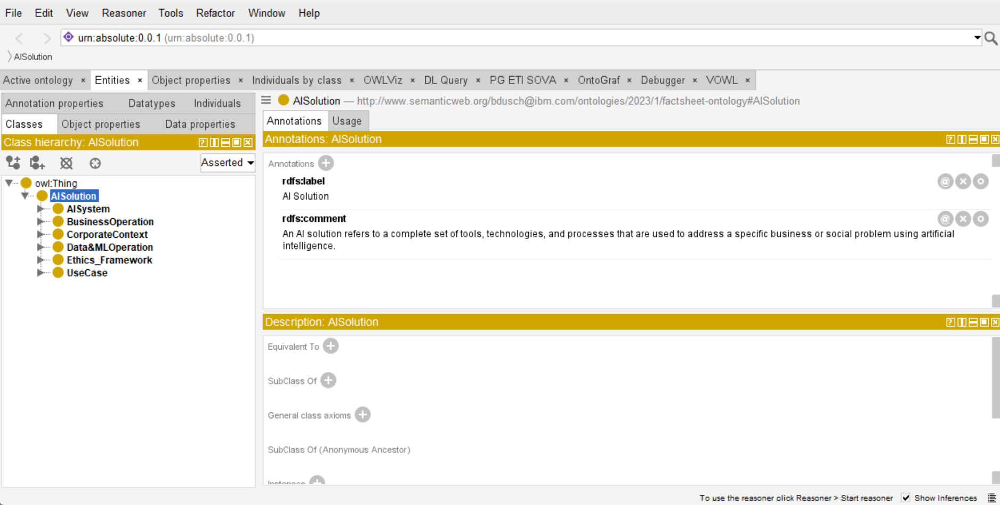 File Edit View Reasoner Tools Refactor Window Help
urn:absolute:0.0.1 (urn:absolute:0.0.1)
AISolution
Active ontology × Entities × Object properties × Individuals by class × OWLViz × DL Query × PG ETI SOVA × OntoGraf × Debugger × VOWL ×
Annotation properties Datatypes Individuals
Classes Object properties Data properties
Class hierarchy: AISolution
Asserted
owl:Thing
AISolution
AISystem
BusinessOperation
CorporateContext
Data&MLOperation
Ethics_Framework
UseCase
AISolution — http://www.semanticweb.org/bdusch@ibm.com/ontologies/2023/1/factsheet-ontology#AISolution
Annotations Usage
Annotations: AISolution
Annotations
rdfs:label
AI Solution
rdfs:comment
An AI solution refers to a complete set of tools, technologies, and processes that are used to address a specific business or social problem using artificial
intelligence.
Description: AISolution
Equivalent To
SubClass Of
General class axioms
SubClass Of (Anonymous Ancestor)
Instances
To use the reasoner click Reasoner > Start reasoner Show Inferences